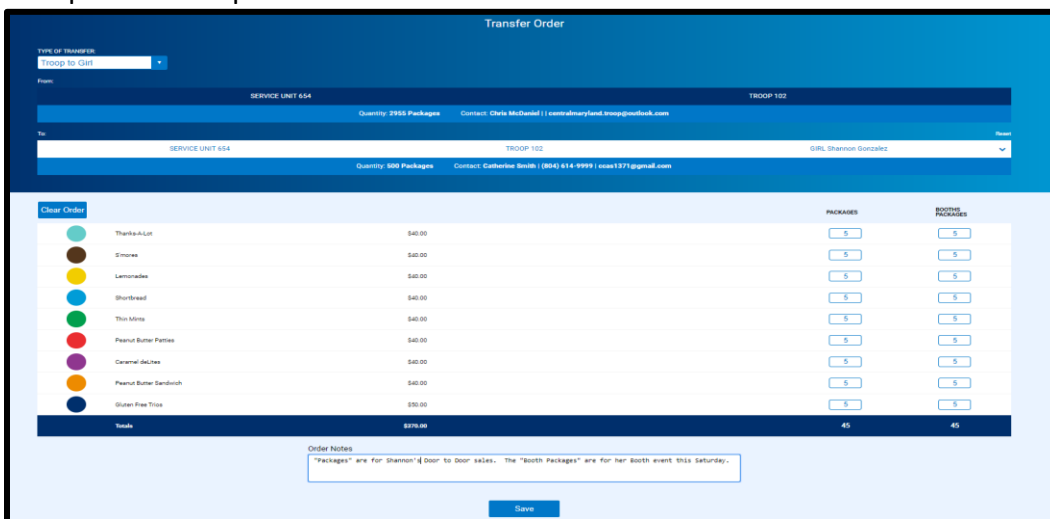 Transfer Order
TYPE OF TRANSFER:
Troop to Girl
From:
SERVICE UNIT 654 TROOP 102
Quantity: 2955 Packages Contact: Chris McDaniel | | centralmaryland.troop@outlook.com
To: Reset
SERVICE UNIT 654 TROOP 102 GIRL Shannon Gonzalez
Quantity: 500 Packages Contact: Catherine Smith | (804) 614-9999 | ccas1371@gmail.com
Clear Order PACKAGES BOOTHS PACKAGES
Thanks-A-Lot $40.00 5 5
S'mores $40.00 5 5
Lemonades $40.00 5 5
Shortbread $40.00 5 5
Thin Mints $40.00 5 5
Peanut Butter Patties $40.00 5 5
Caramel deLites $40.00 5 5
Peanut Butter Sandwich $40.00 5 5
Gluten Free Trios $50.00 5 5
Totals $370.00 45 45
Order Notes
"Packages" are for Shannon's Door to Door sales. The "Booth Packages" are for her Booth event this Saturday.
Save